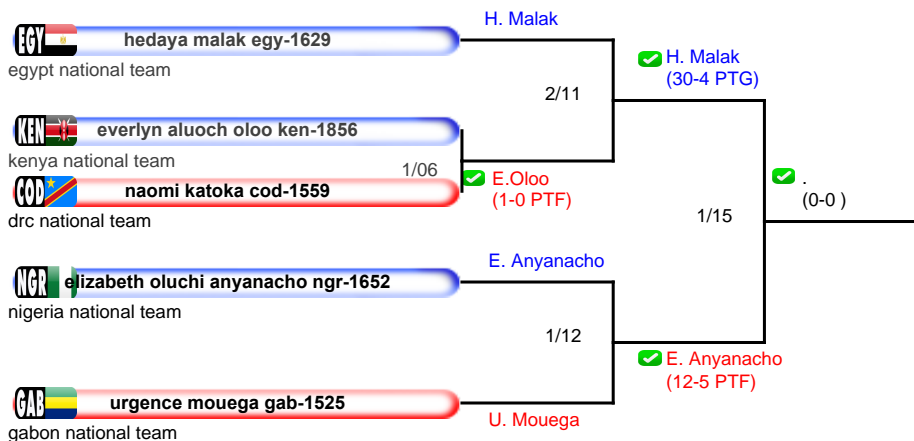 H. Malak
EGY hedaya malak egy-1629
egypt national team
H. Malak
(30-4 PTG)
2/11
KEN everlyn aluoch oloo ken-1856
kenya national team
1/06
E.Oloo
(1-0 PTF)
COD naomi katoka cod-1559
drc national team
.
(0-0 )
1/15
E. Anyanacho
NGR elizabeth oluchi anyanacho ngr-1652
nigeria national team
1/12
E. Anyanacho
(12-5 PTF)
GAB urgence mouega gab-1525
U. Mouega
gabon national team